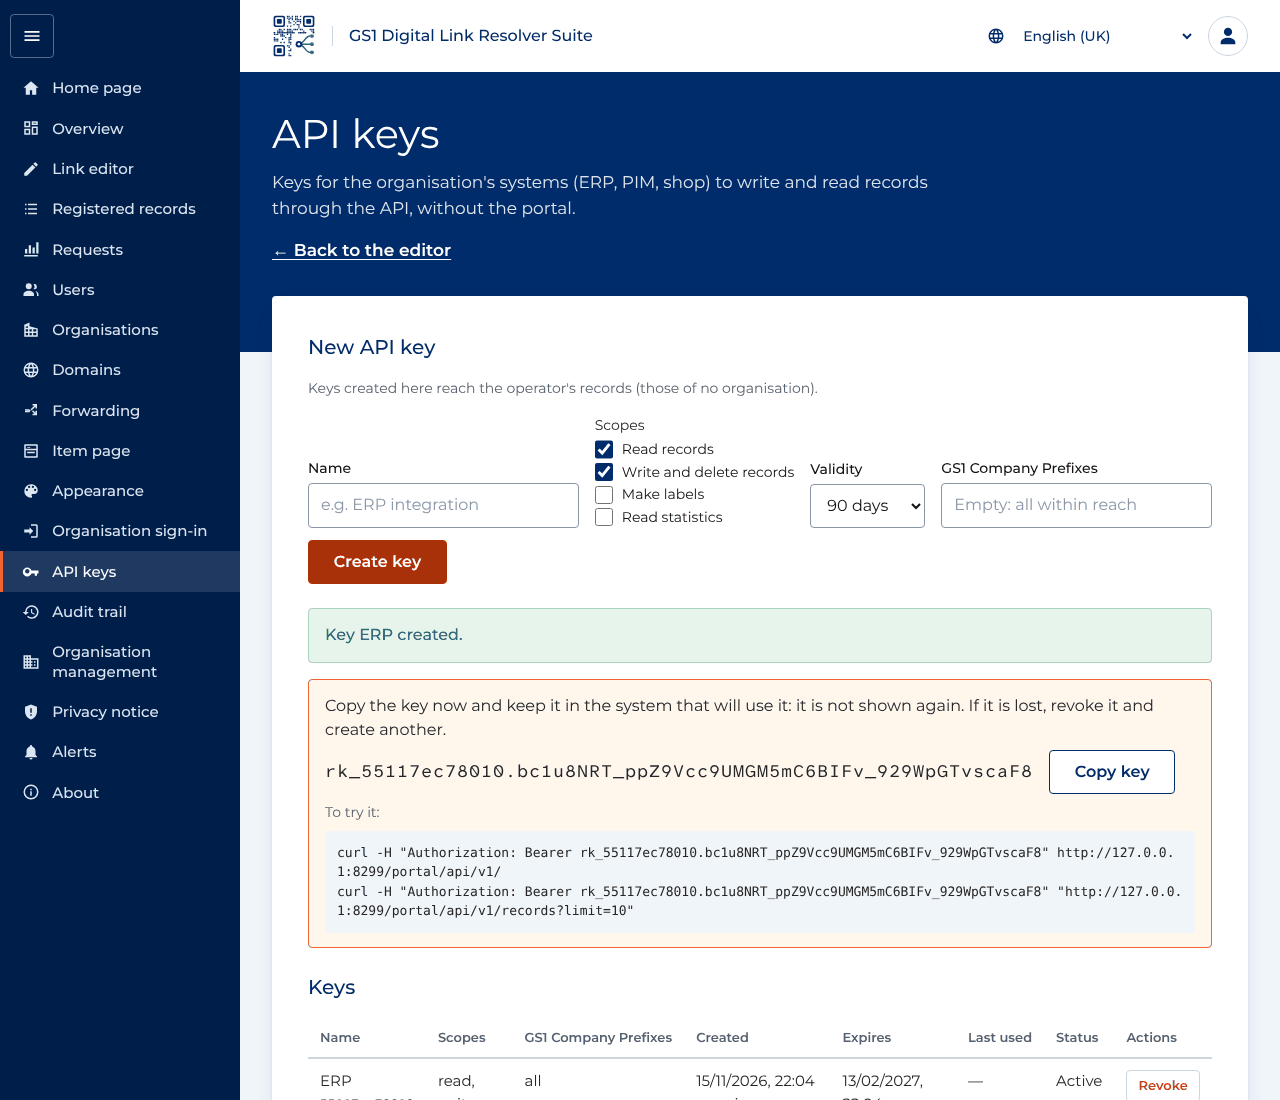 GS1 Digital Link Resolver Suite
English (UK)
Home page
Overview
Link editor
Registered records
Requests
Users
Organisations
Domains
Forwarding
Item page
Appearance
Organisation sign-in
API keys
Audit trail
Organisation
management
Privacy notice
Alerts
About
API keys
Keys for the organisation's systems (ERP, PIM, shop) to write and read records
through the API, without the portal.
← Back to the editor
New API key
Keys created here reach the operator's records (those of no organisation).
Name
e.g. ERP integration
Scopes
Read records
Write and delete records
Make labels
Read statistics
Validity
90 days
GS1 Company Prefixes
Empty: all within reach
Create key
Key ERP created.
Copy the key now and keep it in the system that will use it: it is not shown again. If it is lost, revoke it and
create another.
rk_55117ec78010.bc1u8NRT_ppZ9Vcc9UMGM5mC6BIFv_929WpGTvscaF8
Copy key
To try it:
curl -H "Authorization: Bearer rk_55117ec78010.bc1u8NRT_ppZ9Vcc9UMGM5mC6BIFv_929WpGTvscaF8" http://127.0.0.
1:8299/portal/api/v1/
curl -H "Authorization: Bearer rk_55117ec78010.bc1u8NRT_ppZ9Vcc9UMGM5mC6BIFv_929WpGTvscaF8" "http://127.0.0.
1:8299/portal/api/v1/records?limit=10"
Keys
Name Scopes GS1 Company Prefixes Created Expires Last used Status Actions
ERP read, all 15/11/2026, 22:04 13/02/2027, — Active Revoke